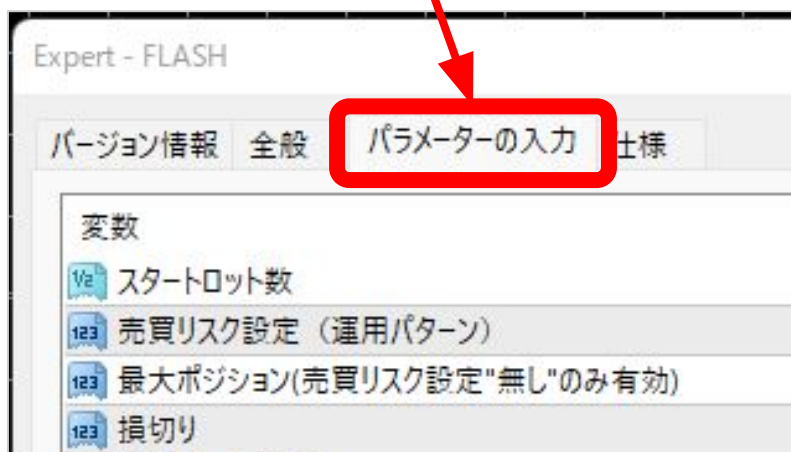 Expert - FLASH
バージョン情報 全般 パラメーターの入力 仕様
変数
スタートロット数
売買リスク設定（運用パターン）
最大ポジション(売買リスク設定"無し"のみ有効)
損切り